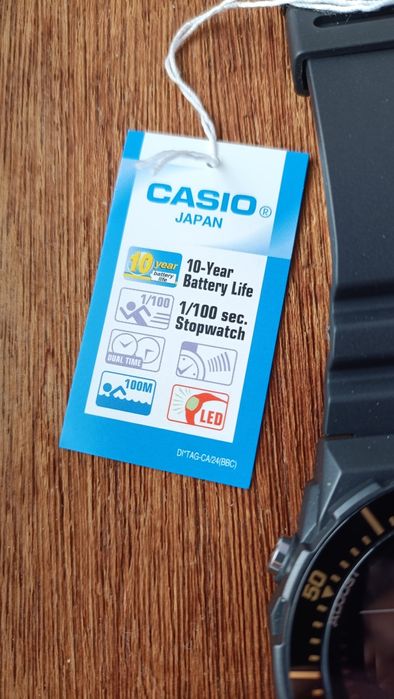 CASIO®
JAPAN
10 year
battery
life
10-Year
Battery Life
1/100
1/100 sec.
Stopwatch
DUAL TIME
100M
LED
DI*TAG-CA/24(BBC)
50